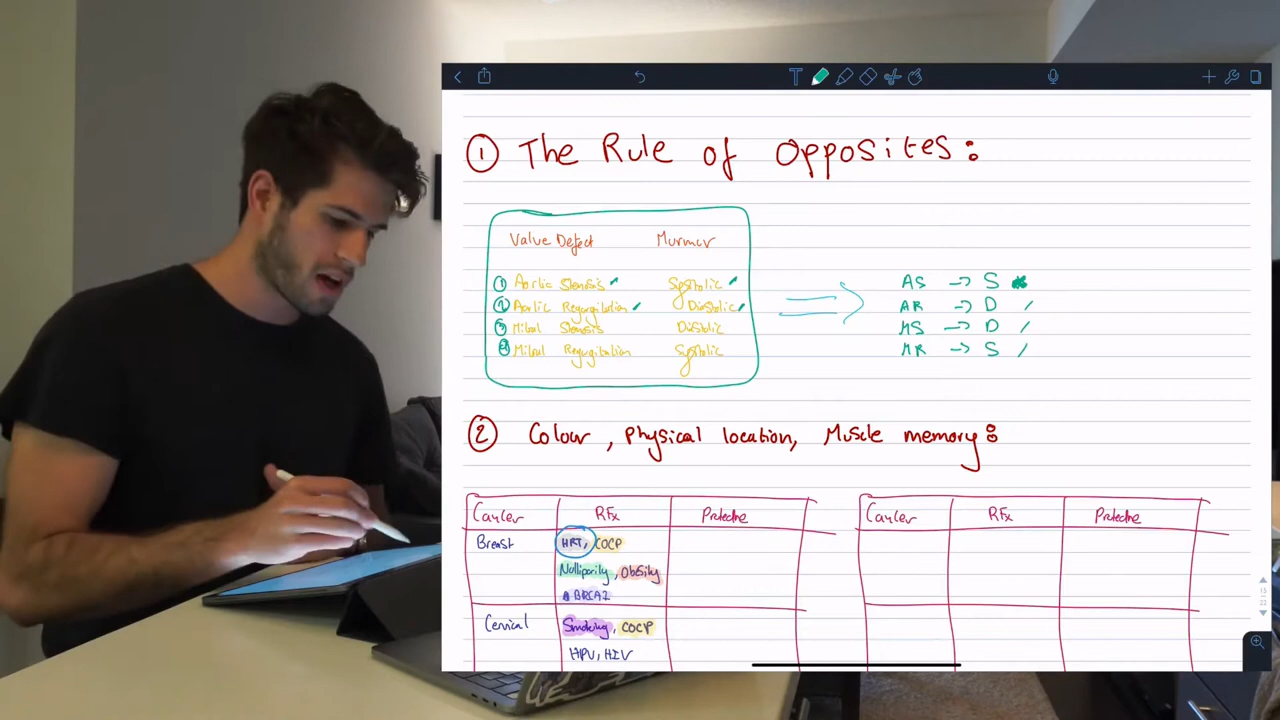 ① The Rule of Opposites:
Valve Defect Murmur
① Aortic Stenosis Systolic
② Aortic Regurgitation Diastolic
③ Mitral Stenosis Diastolic
④ Mitral Regurgitation Systolic
AS → S
AR → D
MS → D
MR → S
② Colour, Physical location, Muscle memory:
Cancer RFx Protective
Breast HRT, COCP
Nulliparity, Obesity
BRCA2
Cervical Smoking, COCP
HPV, HIV
Cancer RFx Protective